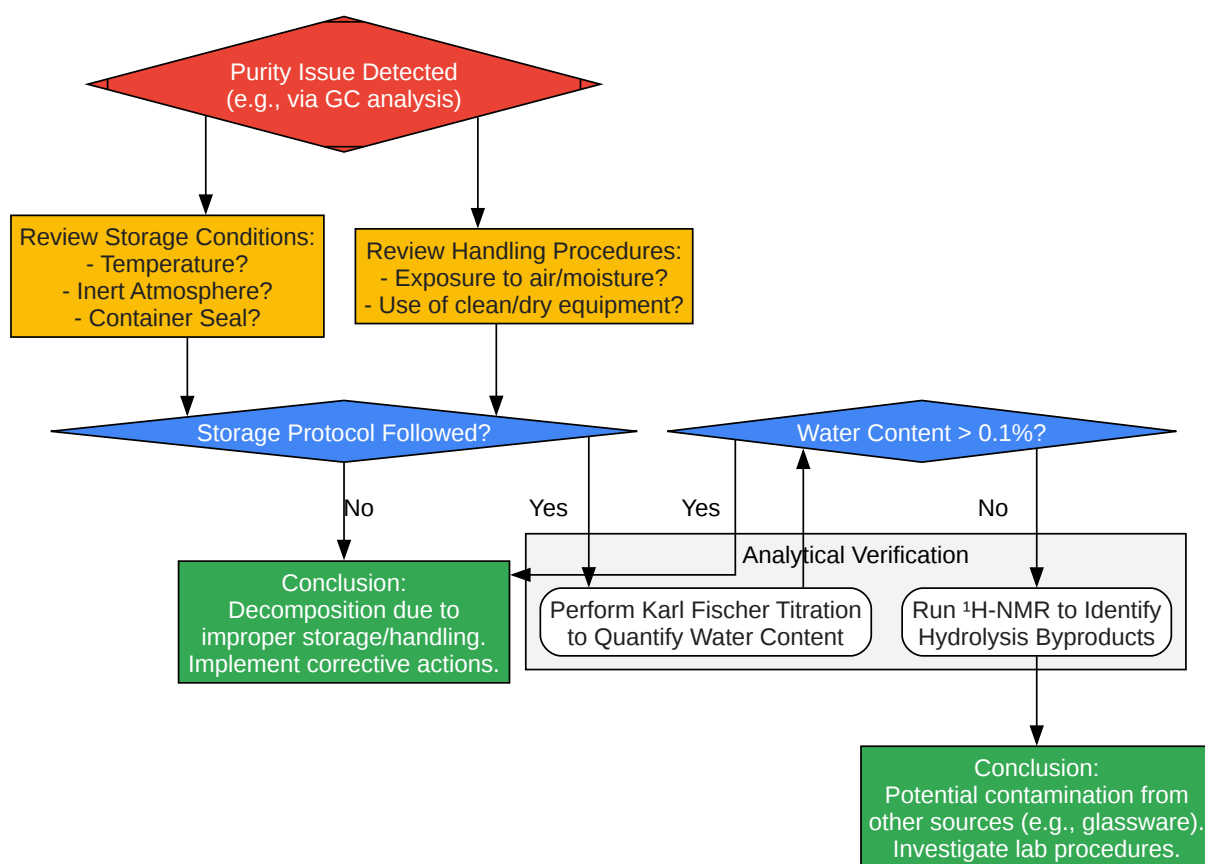 Purity Issue Detected
(e.g., via GC analysis)
Review Storage Conditions:
- Temperature?
- Inert Atmosphere?
- Container Seal?
Review Handling Procedures:
- Exposure to air/moisture?
- Use of clean/dry equipment?
Storage Protocol Followed?
Water Content > 0.1%?
No
Yes
Yes
No
Analytical Verification
Conclusion:
Decomposition due to
improper storage/handling.
Implement corrective actions.
Perform Karl Fischer Titration
to Quantify Water Content
Run ¹H-NMR to Identify
Hydrolysis Byproducts
Conclusion:
Potential contamination from
other sources (e.g., glassware).
Investigate lab procedures.